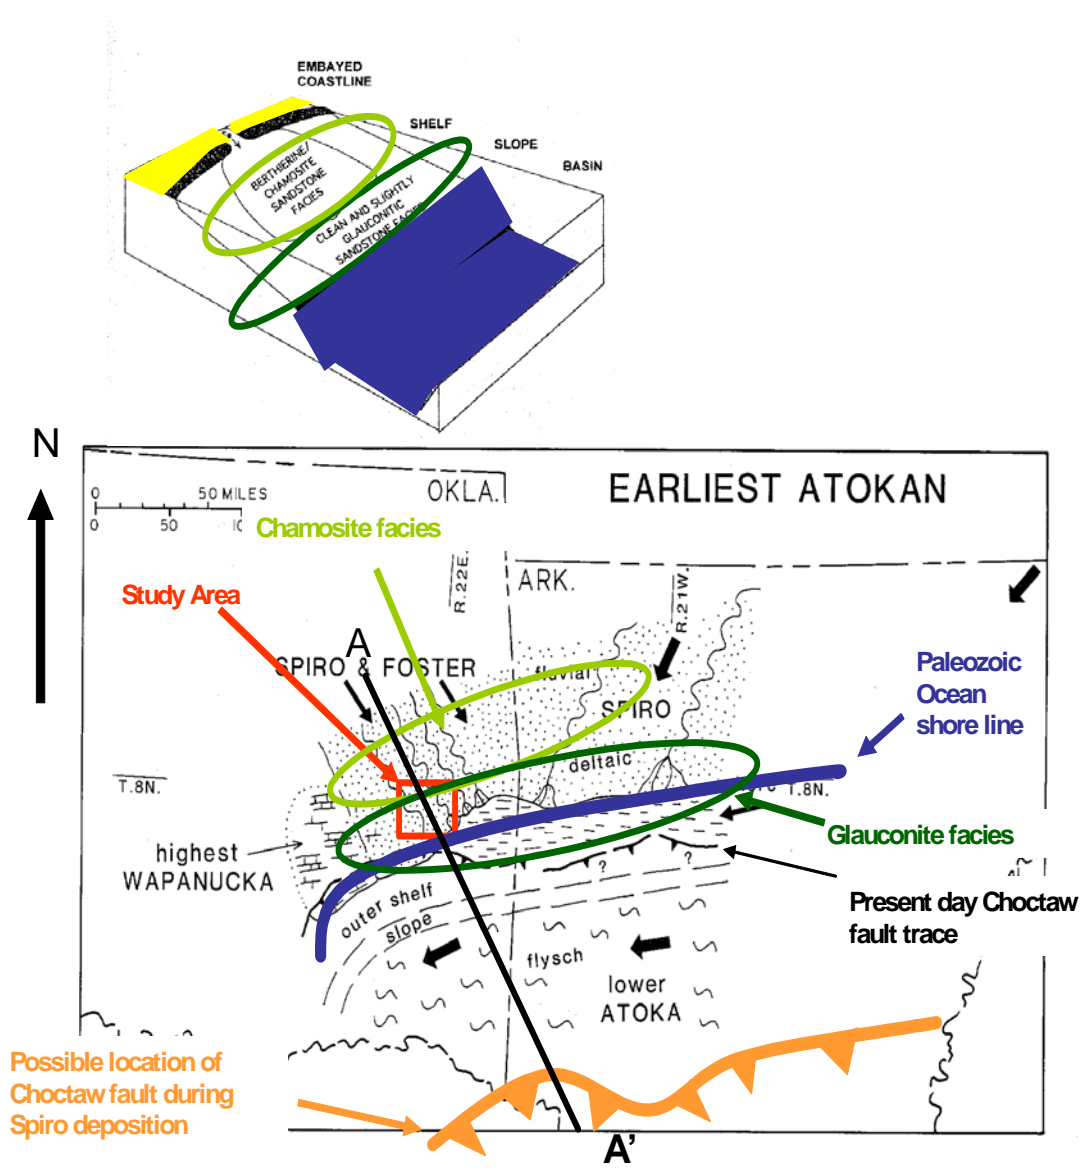 EMBAYED
COASTLINE
SHELF
SLOPE
BASIN
BERTHIERINE/
CHAMOSITE
SANDSTONE
FACIES
CLEAN AND SLIGHTLY
GLAUCONITIC
SANDSTONE FACIES
N
0 50 MILES
0 50
OKLA.
EARLIEST ATOKAN
Chamosite facies
R.22E.
ARK.
R.21W.
Study Area
A
SPIRO & FOSTER
fluvial
SPIRO
Paleozoic
Ocean
shore line
deltaic
T.8N.
T.8N.
Glauconite facies
highest
WAPANUCKA
? ?
outer shelf
slope
Present day Choctaw
fault trace
flysch
lower
ATOKA
Possible location of
Choctaw fault during
Spiro deposition
A'